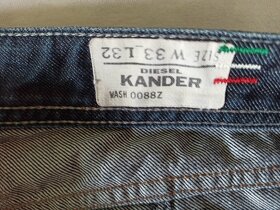 SIZE W 33 L 32
DIESEL
KANDER
WASH 0088Z